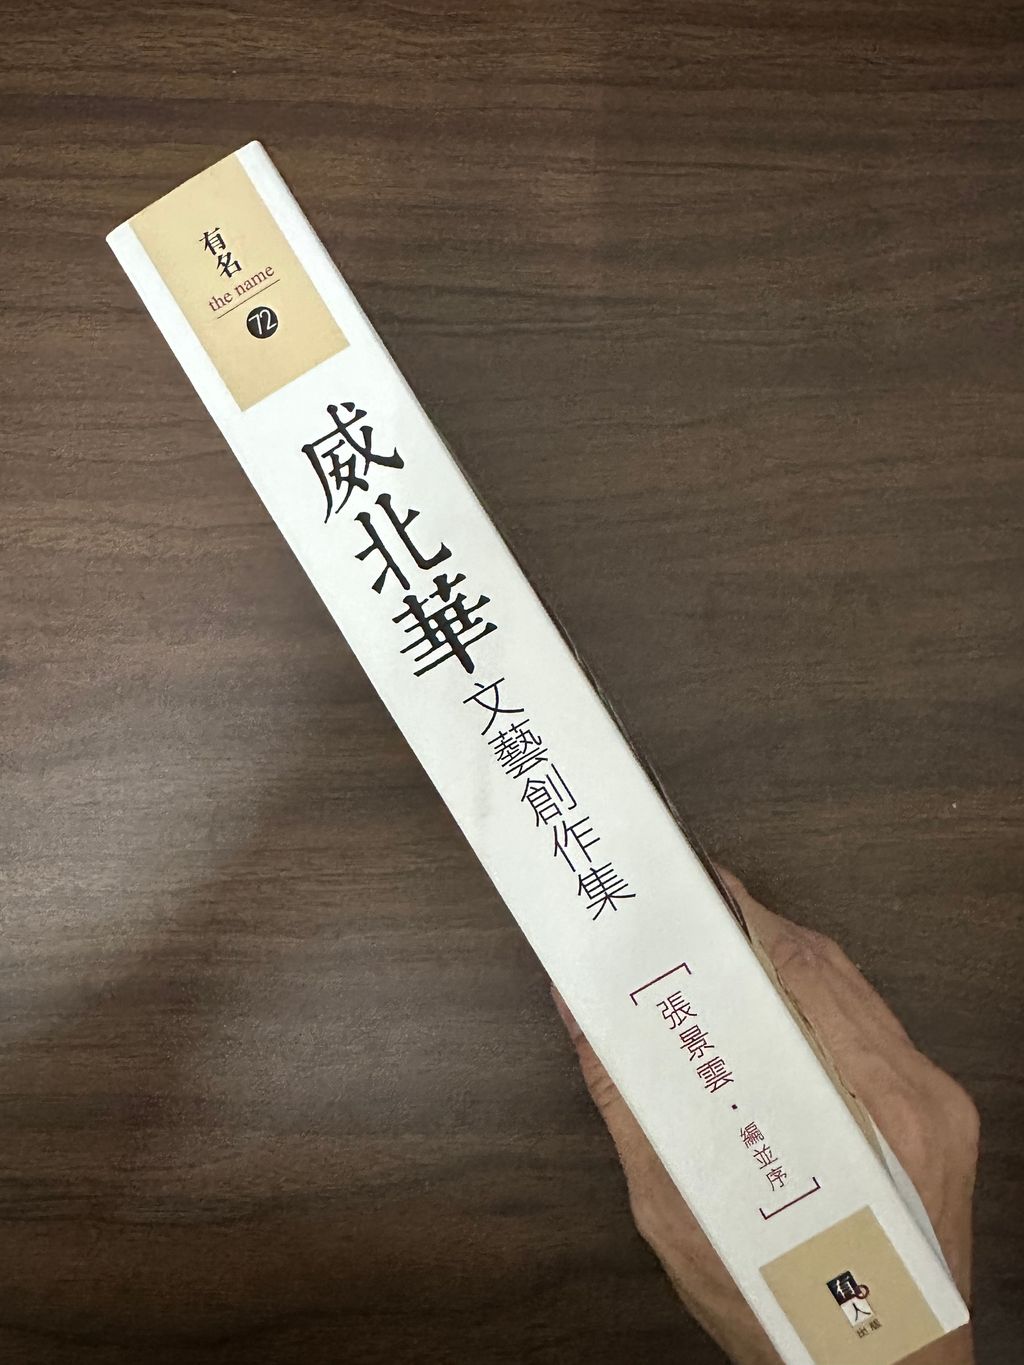 有名
the name
72
威北華
文藝創作集
[張景雲・編並序]
有人
出版